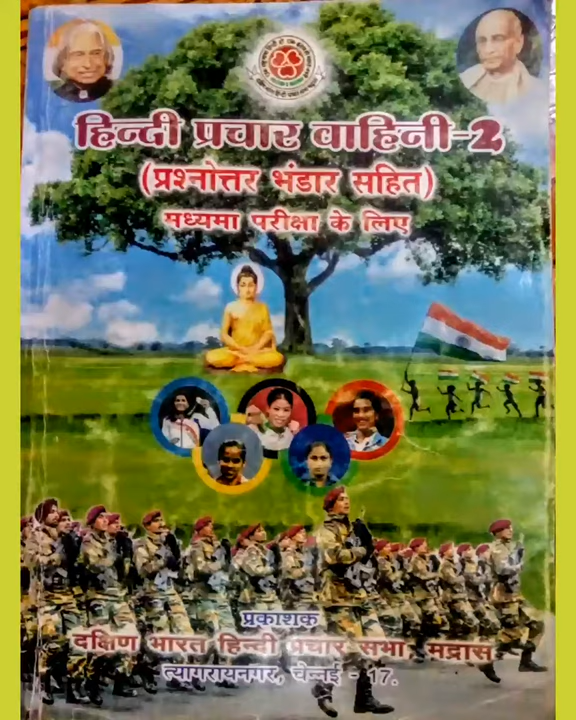 हिन्दी प्रचार वाहिनी-2
(प्रश्नोत्तर भंडार सहित)
मध्यमा परीक्षा के लिए
प्रकाशक
दक्षिण भारत हिन्दी प्रचार सभा, मद्रास
त्यागरायनगर, चेन्नई - 17.